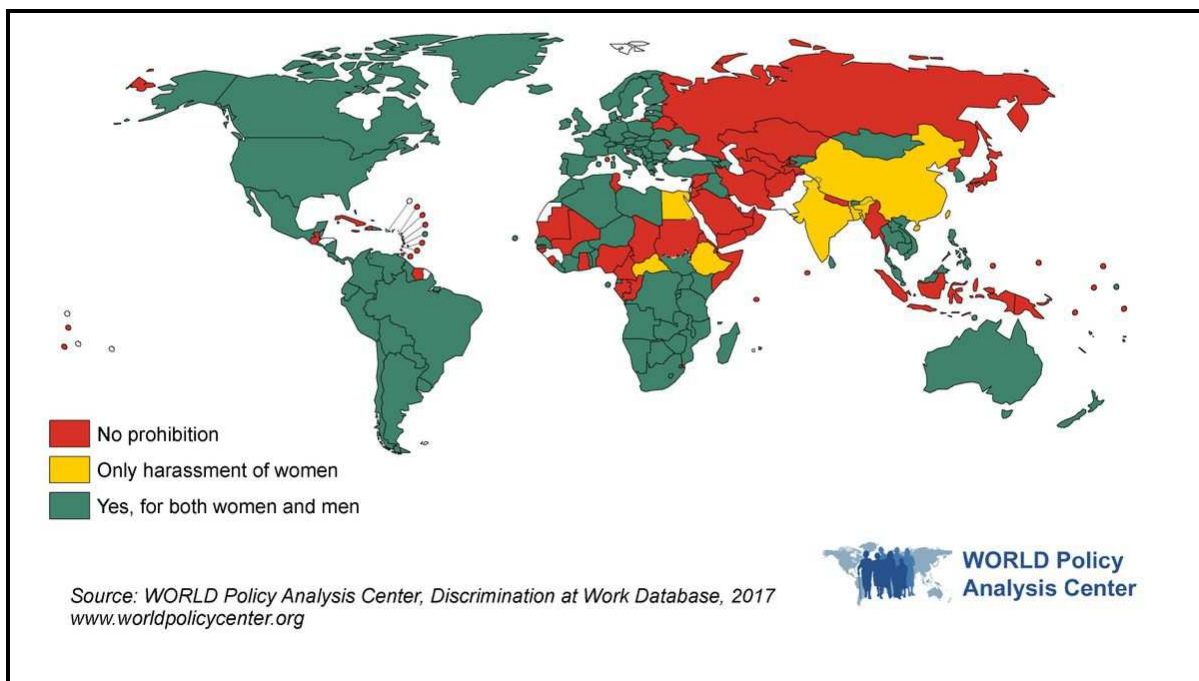 No prohibition
Only harassment of women
Yes, for both women and men
Source: WORLD Policy Analysis Center, Discrimination at Work Database, 2017
www.worldpolicycenter.org
WORLD Policy
Analysis Center